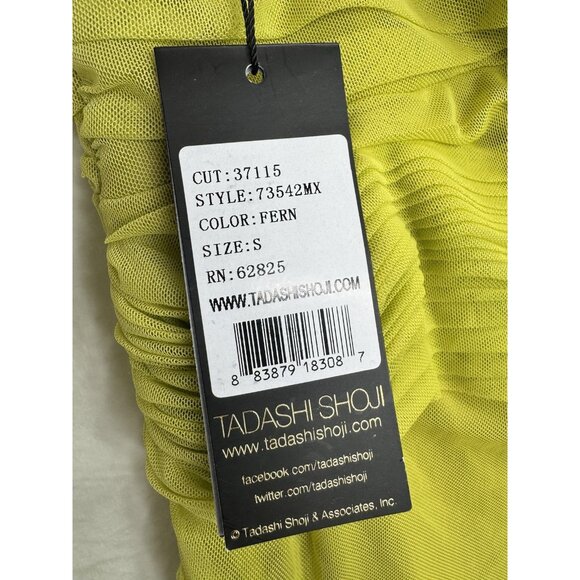 CUT:37115
STYLE:73542MX
COLOR:FERN
SIZE:S
RN:62825
WWW.TADASHISHOJI.COM
8 83879 18308 7
TADASHI SHOJI
www.tadashishoji.com
facebook.com/tadashishoji
twitter.com/tadashishoji
© Tadashi Shoji & Associates, Inc.